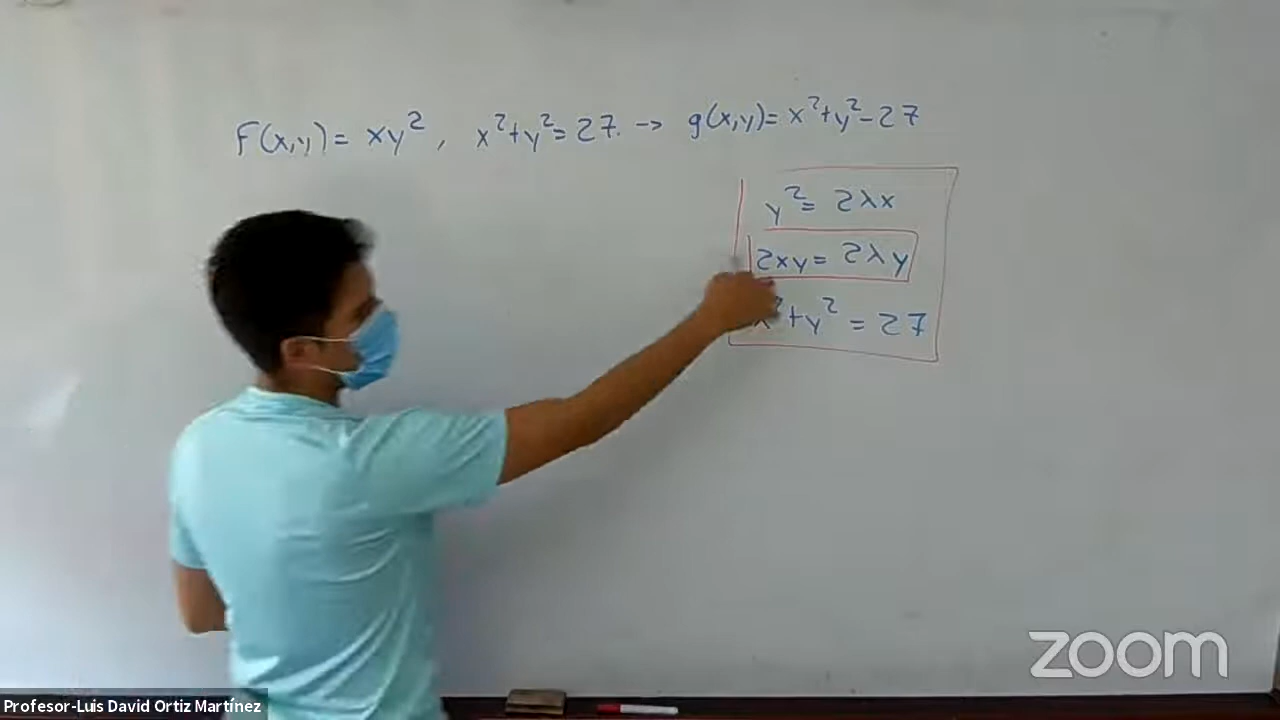 F(x,y) = xy², x²+y²=27. → g(x,y)= x²+y²-27
y² = 2λx
2xy = 2λy
x²+y² = 27
zoom
Profesor-Luis David Ortiz Martínez